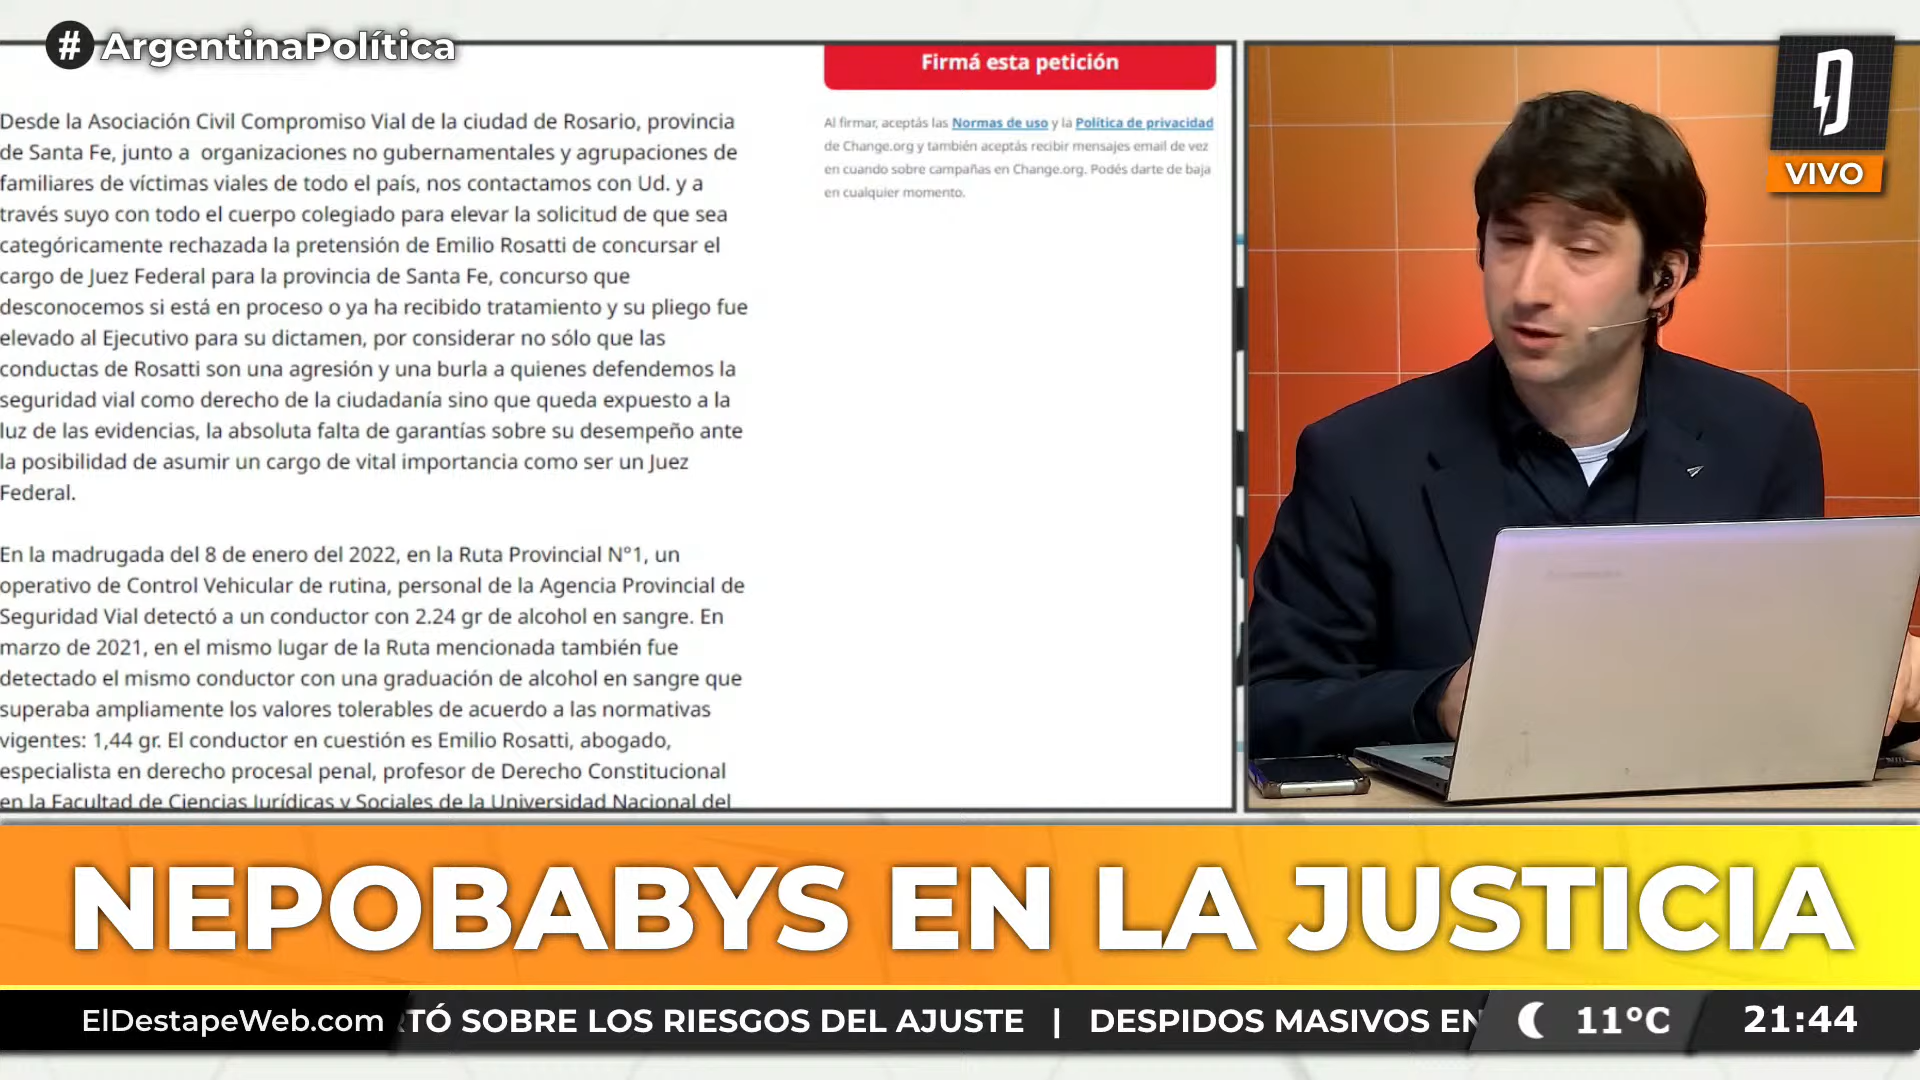 # ArgentinaPolítica
Firmá esta petición
Al firmar, aceptás las Normas de uso y la Política de privacidad
de Change.org y también aceptás recibir mensajes email de vez
en cuando sobre campañas en Change.org. Podés darte de baja
en cualquier momento.
Desde la Asociación Civil Compromiso Vial de la ciudad de Rosario, provincia
de Santa Fe, junto a organizaciones no gubernamentales y agrupaciones de
familiares de víctimas viales de todo el país, nos contactamos con Ud. y a
través suyo con todo el cuerpo colegiado para elevar la solicitud de que sea
categóricamente rechazada la pretensión de Emilio Rosatti de concursar el
cargo de Juez Federal para la provincia de Santa Fe, concurso que
desconocemos si está en proceso o ya ha recibido tratamiento y su pliego fue
elevado al Ejecutivo para su dictamen, por considerar no sólo que las
conductas de Rosatti son una agresión y una burla a quienes defendemos la
seguridad vial como derecho de la ciudadanía sino que queda expuesto a la
luz de las evidencias, la absoluta falta de garantías sobre su desempeño ante
la posibilidad de asumir un cargo de vital importancia como ser un Juez
Federal.
En la madrugada del 8 de enero del 2022, en la Ruta Provincial N°1, un
operativo de Control Vehicular de rutina, personal de la Agencia Provincial de
Seguridad Vial detectó a un conductor con 2.24 gr de alcohol en sangre. En
marzo de 2021, en el mismo lugar de la Ruta mencionada también fue
detectado el mismo conductor con una graduación de alcohol en sangre que
superaba ampliamente los valores tolerables de acuerdo a las normativas
vigentes: 1,44 gr. El conductor en cuestión es Emilio Rosatti, abogado,
especialista en derecho procesal penal, profesor de Derecho Constitucional
en la Facultad de Ciencias Jurídicas y Sociales de la Universidad Nacional del
VIVO
NEPOBABYS EN LA JUSTICIA
ElDestapeWeb.com
TÓ SOBRE LOS RIESGOS DEL AJUSTE | DESPIDOS MASIVOS EN
11°C
21:44